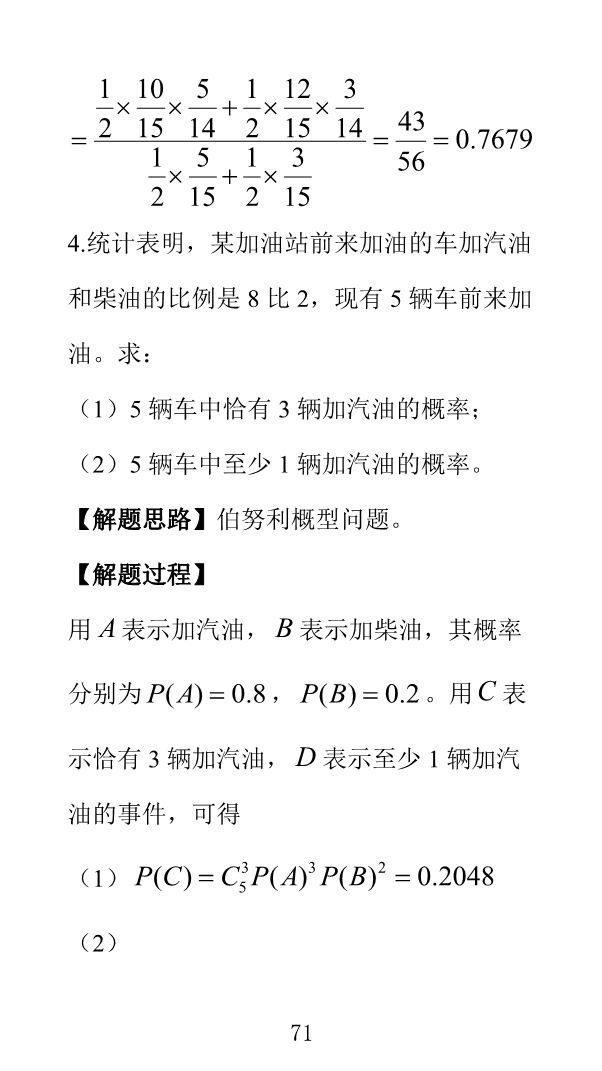 = \frac{\frac{1}{2}×\frac{10}{15}×\frac{5}{14}+\frac{1}{2}×\frac{12}{15}×\frac{3}{14}}{\frac{1}{2}×\frac{5}{15}+\frac{1}{2}×\frac{3}{15}} = \frac{43}{56} = 0.7679
4.统计表明，某加油站前来加油的车加汽油
和柴油的比例是 8 比 2，现有 5 辆车前来加
油。求：
（1）5 辆车中恰有 3 辆加汽油的概率；
（2）5 辆车中至少 1 辆加汽油的概率。
【解题思路】伯努利概型问题。
【解题过程】
用 A 表示加汽油， B 表示加柴油，其概率
分别为 P(A) = 0.8 ， P(B) = 0.2 。用 C 表
示恰有 3 辆加汽油， D 表示至少 1 辆加汽
油的事件，可得
（1） P(C) = C_5^3 P(A)^3 P(B)^2 = 0.2048
（2）
71